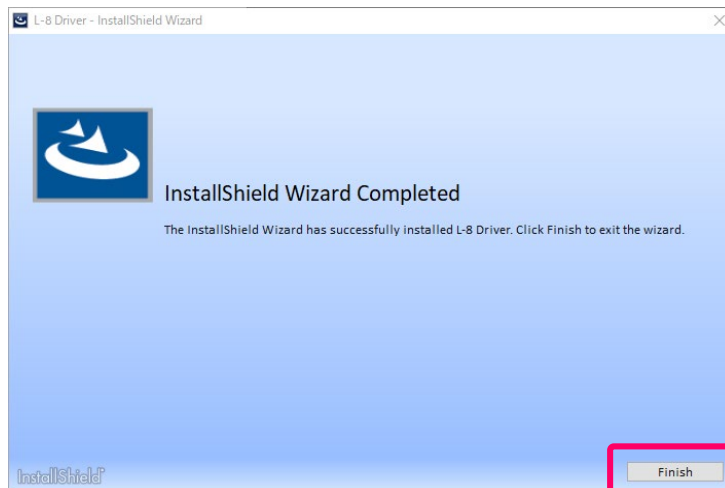 L-8 Driver - InstallShield Wizard
InstallShield Wizard Completed
The InstallShield Wizard has successfully installed L-8 Driver. Click Finish to exit the wizard.
InstallShield
Finish